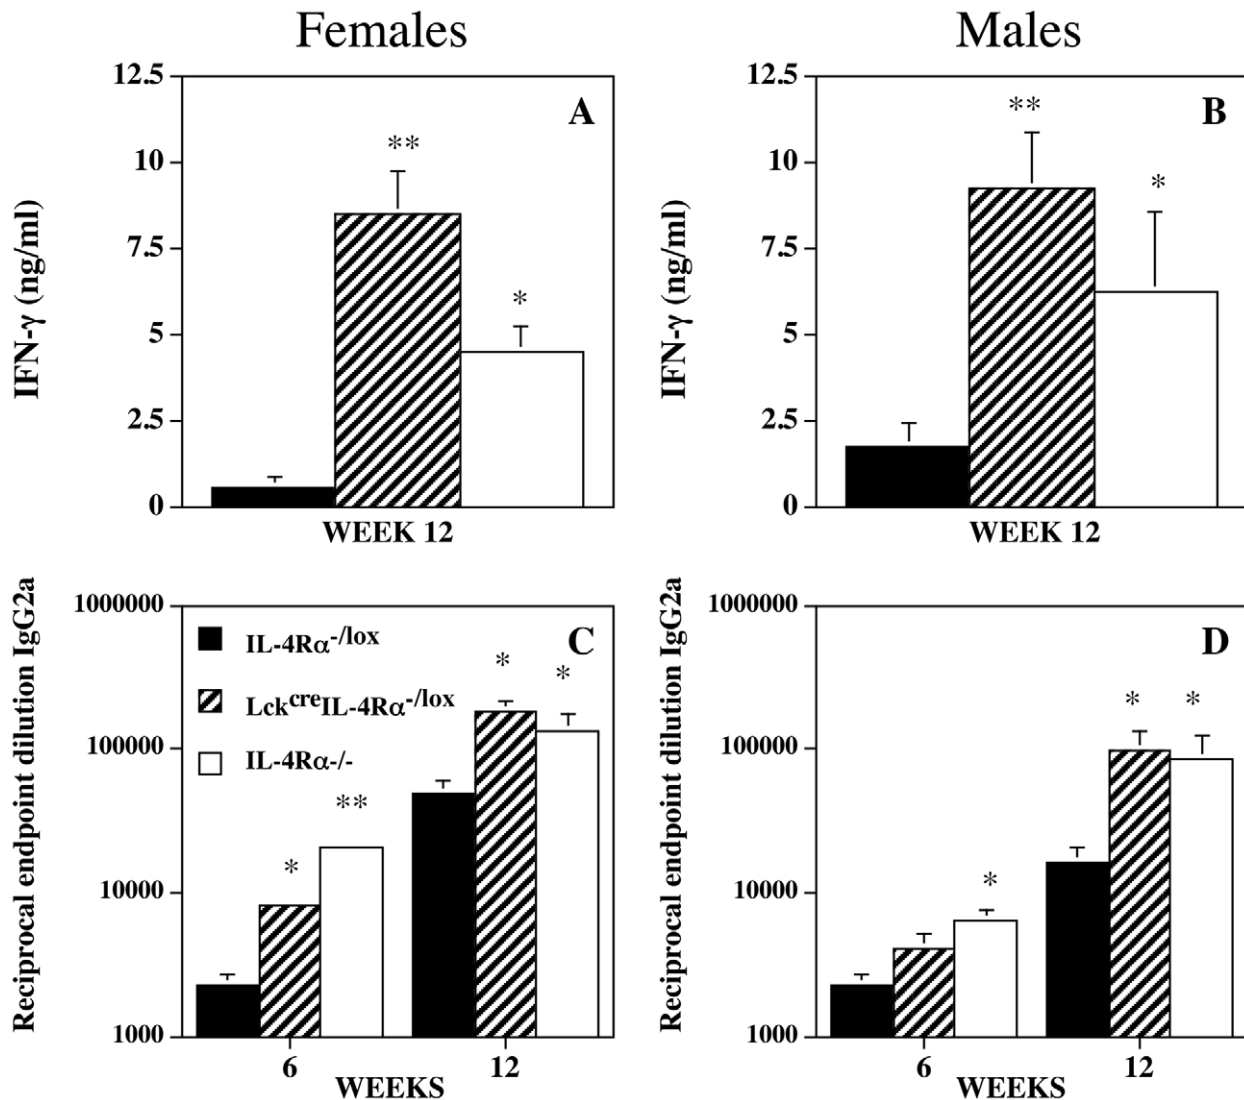 Females
Males
12.5
10
7.5
5
2.5
0
IFN-γ (ng/ml)
A
**
*
WEEK 12
12.5
10
7.5
5
2.5
0
IFN-γ (ng/ml)
B
**
*
WEEK 12
1000000
100000
10000
1000
Reciprocal endpoint dilution IgG2a
C
IL-4Rα-/lox
LckcreIL-4Rα-/lox
IL-4Rα-/-
*
**
*
*
6
12
WEEKS
1000000
100000
10000
1000
Reciprocal endpoint dilution IgG2a
D
*
*
*
6
12
WEEKS